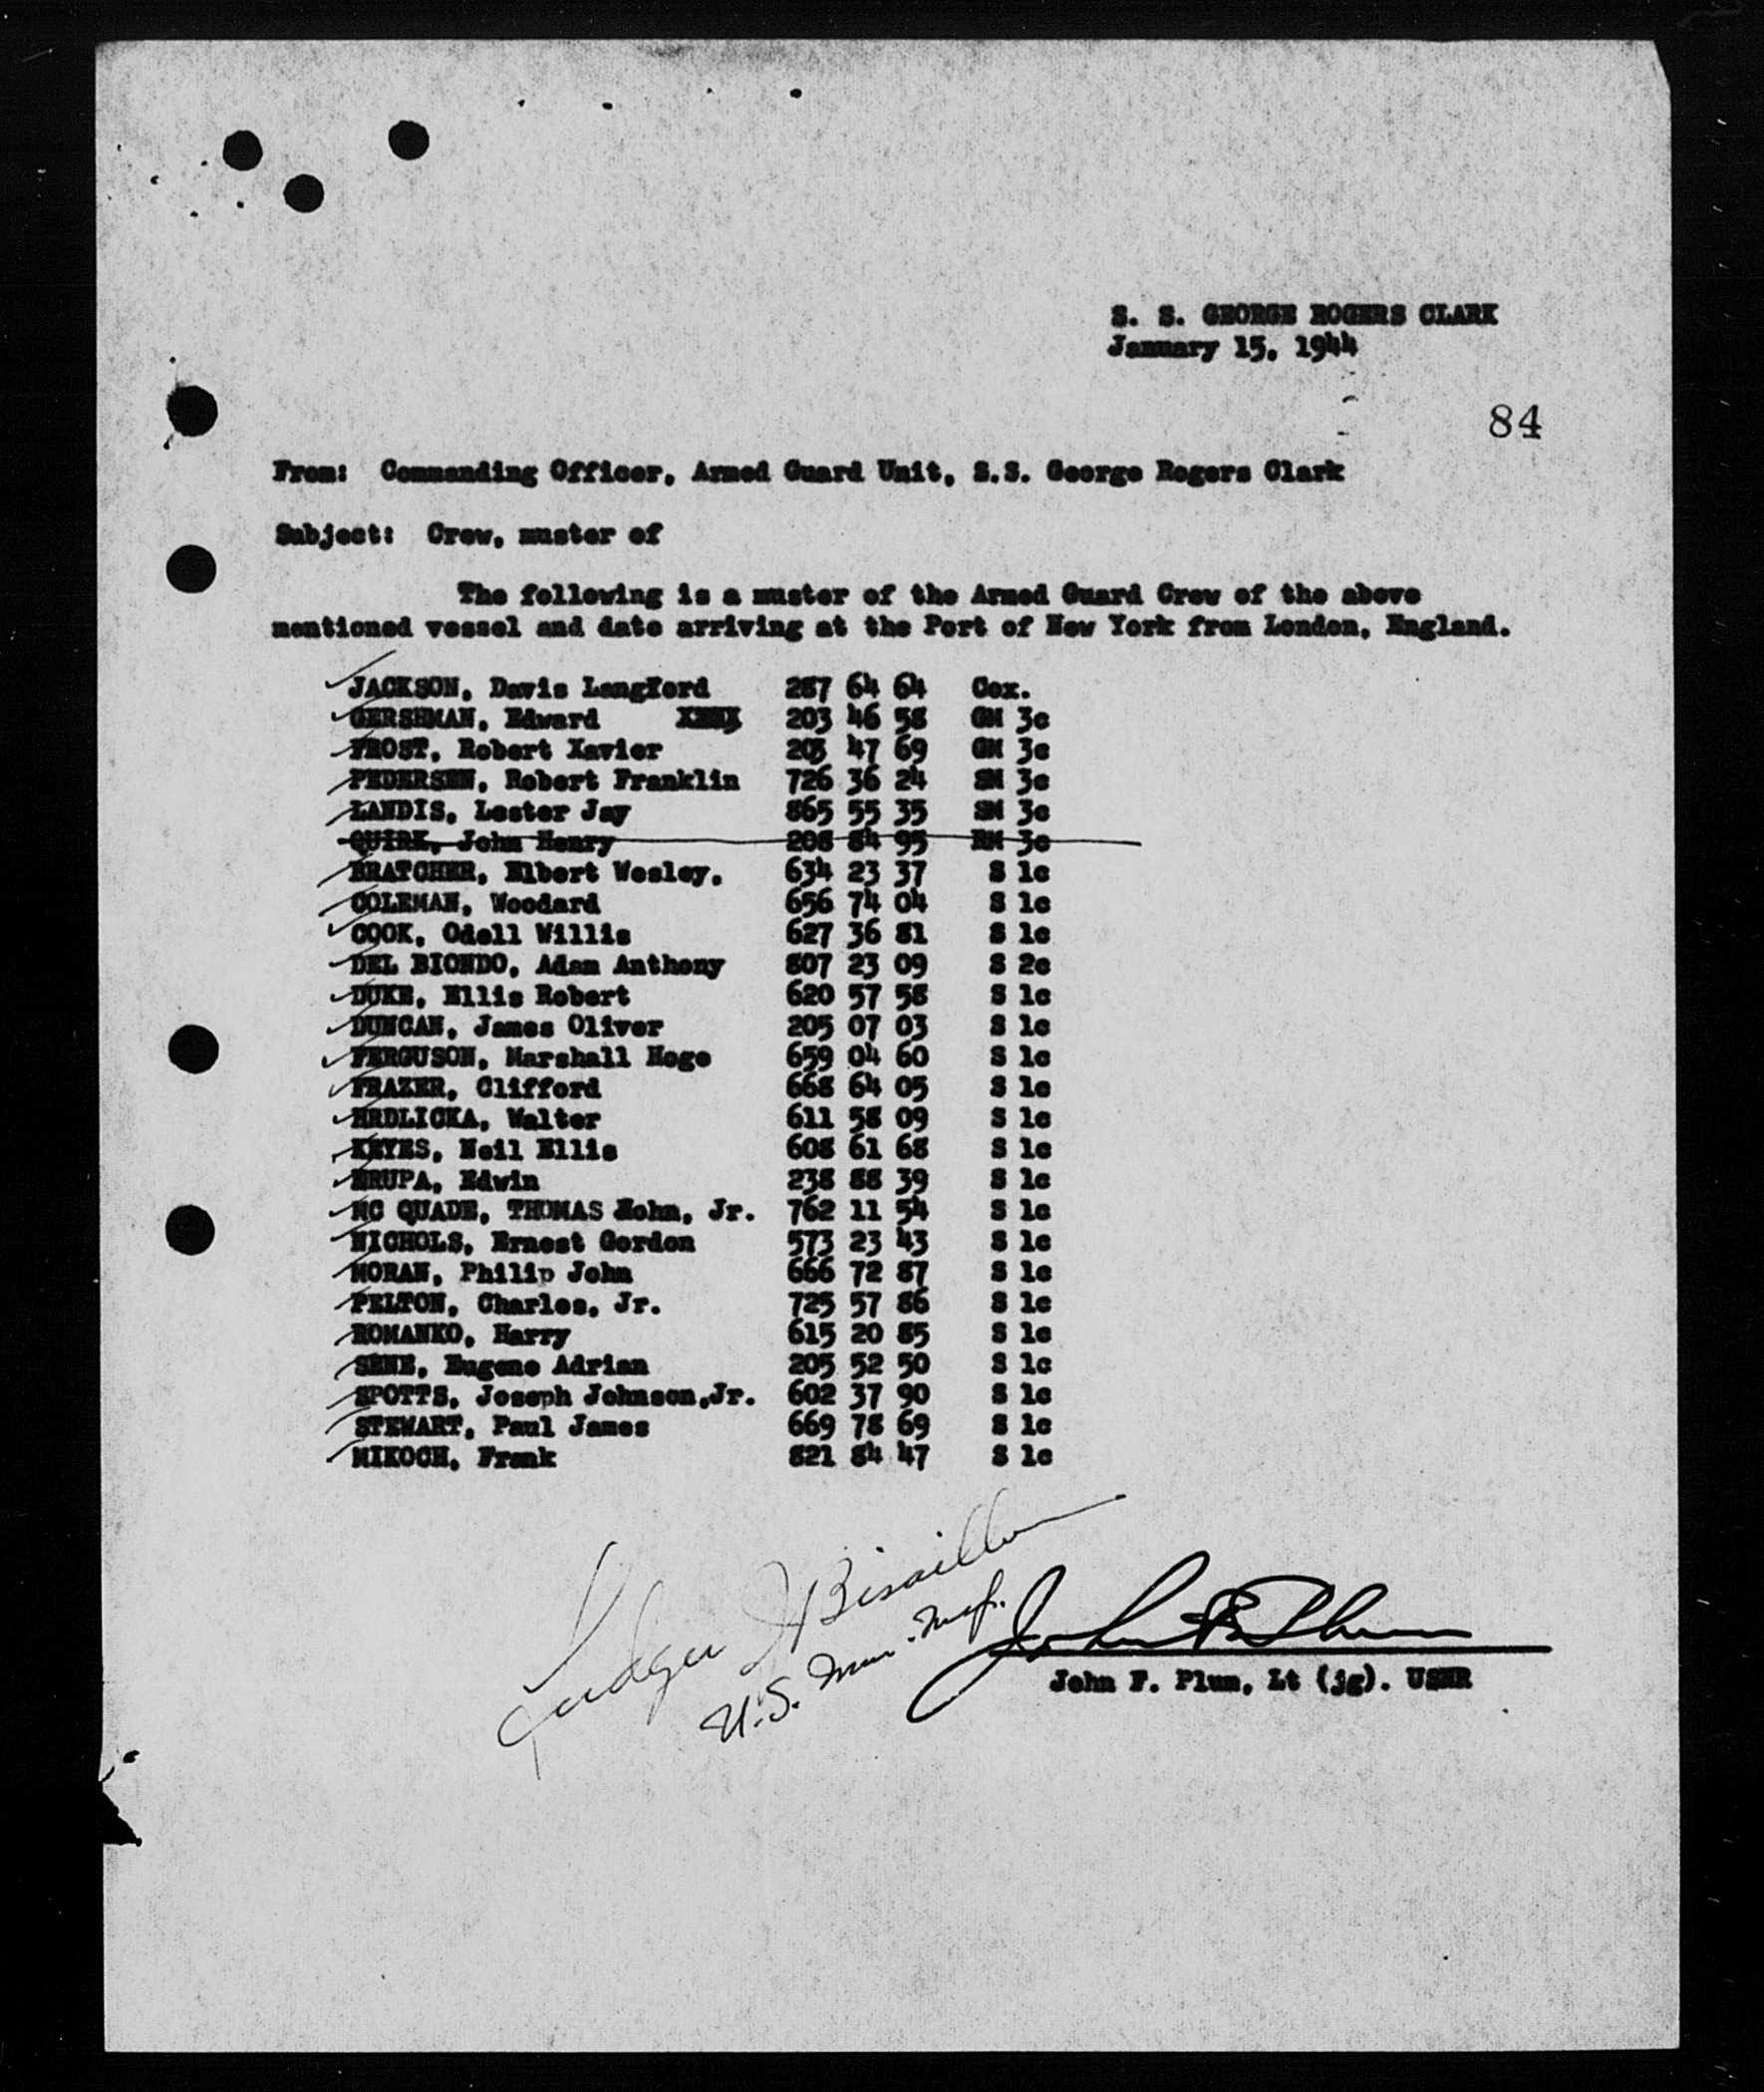 S. S. GEORGE ROGERS CLARK
January 15, 1944
84
From: Commanding Officer, Armed Guard Unit, S.S. George Rogers Clark
Subject: Crew, muster of
The following is a muster of the Armed Guard Crew of the above
mentioned vessel and date arriving at the Port of New York from London, England.
JACKSON, Davis Langford 287 64 64 Cox.
GERSHMAN, Edward 203 46 58 GM 3c
FROST, Robert Xavier 203 47 69 GM 3c
PEDERSEN, Robert Franklin 726 36 24 SM 3c
LANDIS, Lester Jay 865 55 35 SM 3c
QUIRK, John Henry 208 84 95 RM 3c
BRATCHER, Elbert Wesley. 634 23 37 S 1c
COLEMAN, Woodard 656 74 04 S 1c
COOK, Odell Willis 627 36 81 S 1c
DEL BIONDO, Adam Anthony 807 23 09 S 2c
DUKE, Ellis Robert 620 57 58 S 1c
DUNCAN, James Oliver 205 07 03 S 1c
FERGUSON, Marshall Hoge 659 04 60 S 1c
FRAZER, Clifford 668 64 05 S 1c
HRDLICKA, Walter 611 58 09 S 1c
KEYES, Neil Ellis 608 61 68 S 1c
KRUPA, Edwin 238 88 39 S 1c
MC QUADE, THOMAS John, Jr. 762 11 54 S 1c
NICHOLS, Ernest Gordon 573 23 43 S 1c
MORAN, Philip John 666 72 87 S 1c
PELTON, Charles, Jr. 725 57 86 S 1c
ROMANKO, Harry 615 20 85 S 1c
SENE, Eugene Adrian 205 52 50 S 1c
SPOTTS, Joseph Johnson,Jr. 602 37 90 S 1c
STEWART, Paul James 669 78 69 S 1c
MIKOCH, Frank 821 84 47 S 1c
Ludger J Bisaillon
U.S. Imm. Insp.
John F. Plum
John F. Plum, Lt (jg). USNR